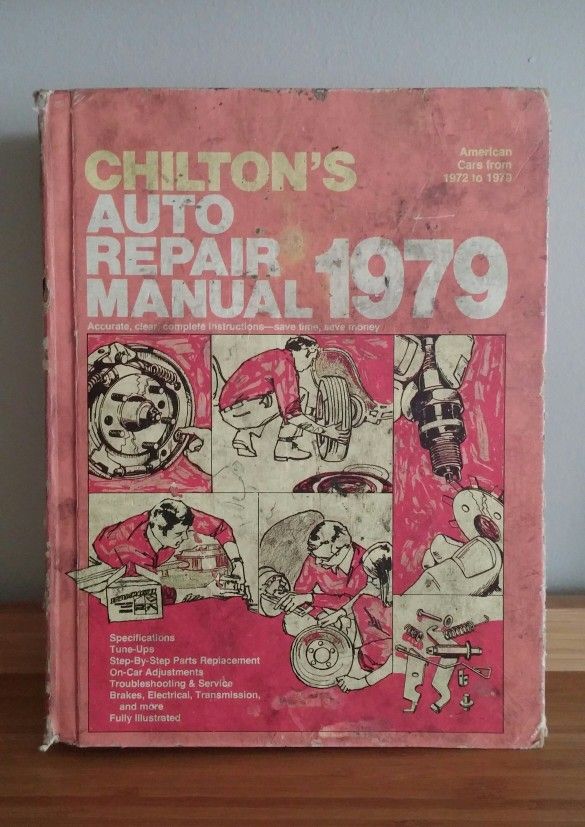 CHILTON'S
AUTO
REPAIR
MANUAL 1979
American
Cars from
1972 to 1979
Accurate, clear, complete instructions—save time, save money
Specifications
Tune-Ups
Step-By-Step Parts Replacement
On-Car Adjustments
Troubleshooting & Service
Brakes, Electrical, Transmission,
and more
Fully Illustrated